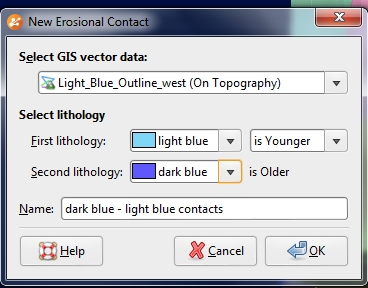 New Erosional Contact
Select GIS vector data:
Light_Blue_Outline_west (On Topography)
Select lithology
First lithology: light blue is Younger
Second lithology: dark blue is Older
Name: dark blue - light blue contacts
Help Cancel OK